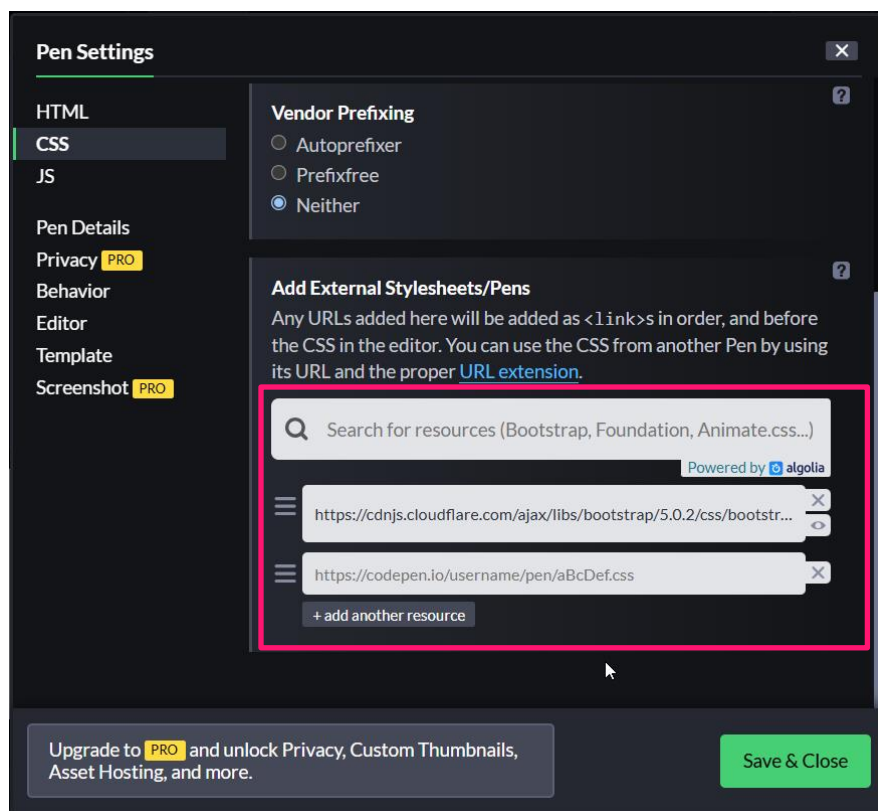 Pen Settings
X
HTML
CSS
JS
Pen Details
Privacy PRO
Behavior
Editor
Template
Screenshot PRO
?
Vendor Prefixing
Autoprefixer
Prefixfree
Neither
?
Add External Stylesheets/Pens
Any URLs added here will be added as <link>s in order, and before
the CSS in the editor. You can use the CSS from another Pen by using
its URL and the proper URL extension.
Search for resources (Bootstrap, Foundation, Animate.css...)
Powered by algolia
https://cdnjs.cloudflare.com/ajax/libs/bootstrap/5.0.2/css/bootstr...
https://codepen.io/username/pen/aBcDef.css
+ add another resource
Upgrade to PRO and unlock Privacy, Custom Thumbnails,
Asset Hosting, and more.
Save & Close